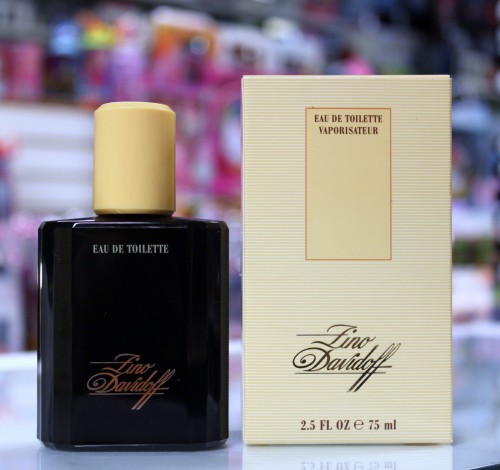 EAU DE TOILETTE
Zino
Davidoff
EAU DE TOILETTE
VAPORISATEUR
Zino
Davidoff
2.5 FL OZ ℮ 75 ml